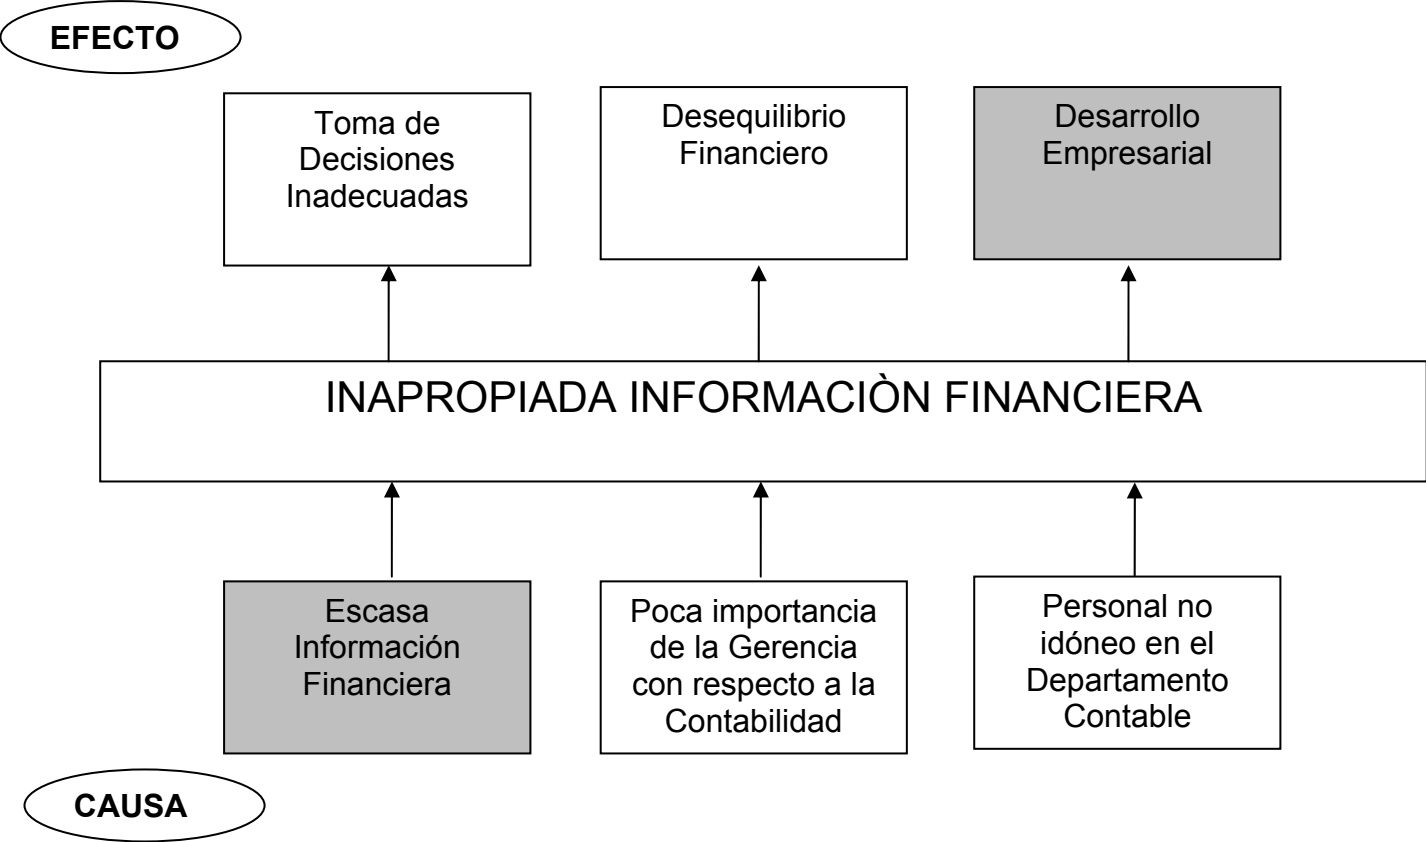 EFECTO
Toma de
Decisiones
Inadecuadas
Desequilibrio
Financiero
Desarrollo
Empresarial
INAPROPIADA INFORMACIÒN FINANCIERA
Escasa
Información
Financiera
Poca importancia
de la Gerencia
con respecto a la
Contabilidad
Personal no
idóneo en el
Departamento
Contable
CAUSA